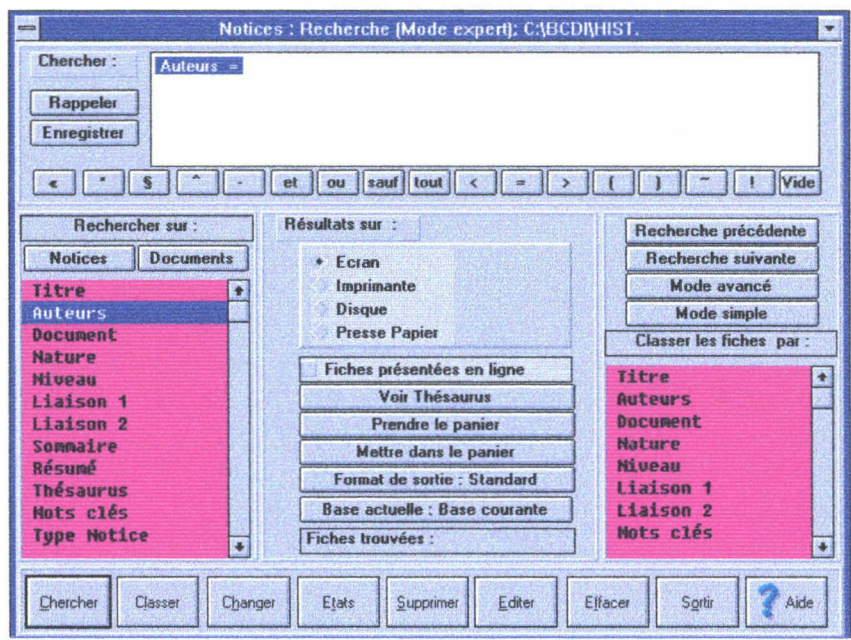 Notices : Recherche (Mode expert); C:\BCDI\HIST.
Chercher :
Auteurs =
Rappeler
Enregistrer
« " § ^ - et ou sauf tout < = > ( ) ~ ! Vide
Rechercher sur :
Notices Documents
Titre
Auteurs
Document
Nature
Niveau
Liaison 1
Liaison 2
Sommaire
Résumé
Thésaurus
Mots clés
Type Notice
Résultats sur :
Ecran
Imprimante
Disque
Presse Papier
Fiches présentées en ligne
Voir Thésaurus
Prendre le panier
Mettre dans le panier
Format de sortie : Standard
Base actuelle : Base courante
Fiches trouvées :
Recherche précédente
Recherche suivante
Mode avancé
Mode simple
Classer les fiches par :
Titre
Auteurs
Document
Nature
Niveau
Liaison 1
Liaison 2
Mots clés
Chercher Classer Changer Etats Supprimer Editer Effacer Sortir ? Aide